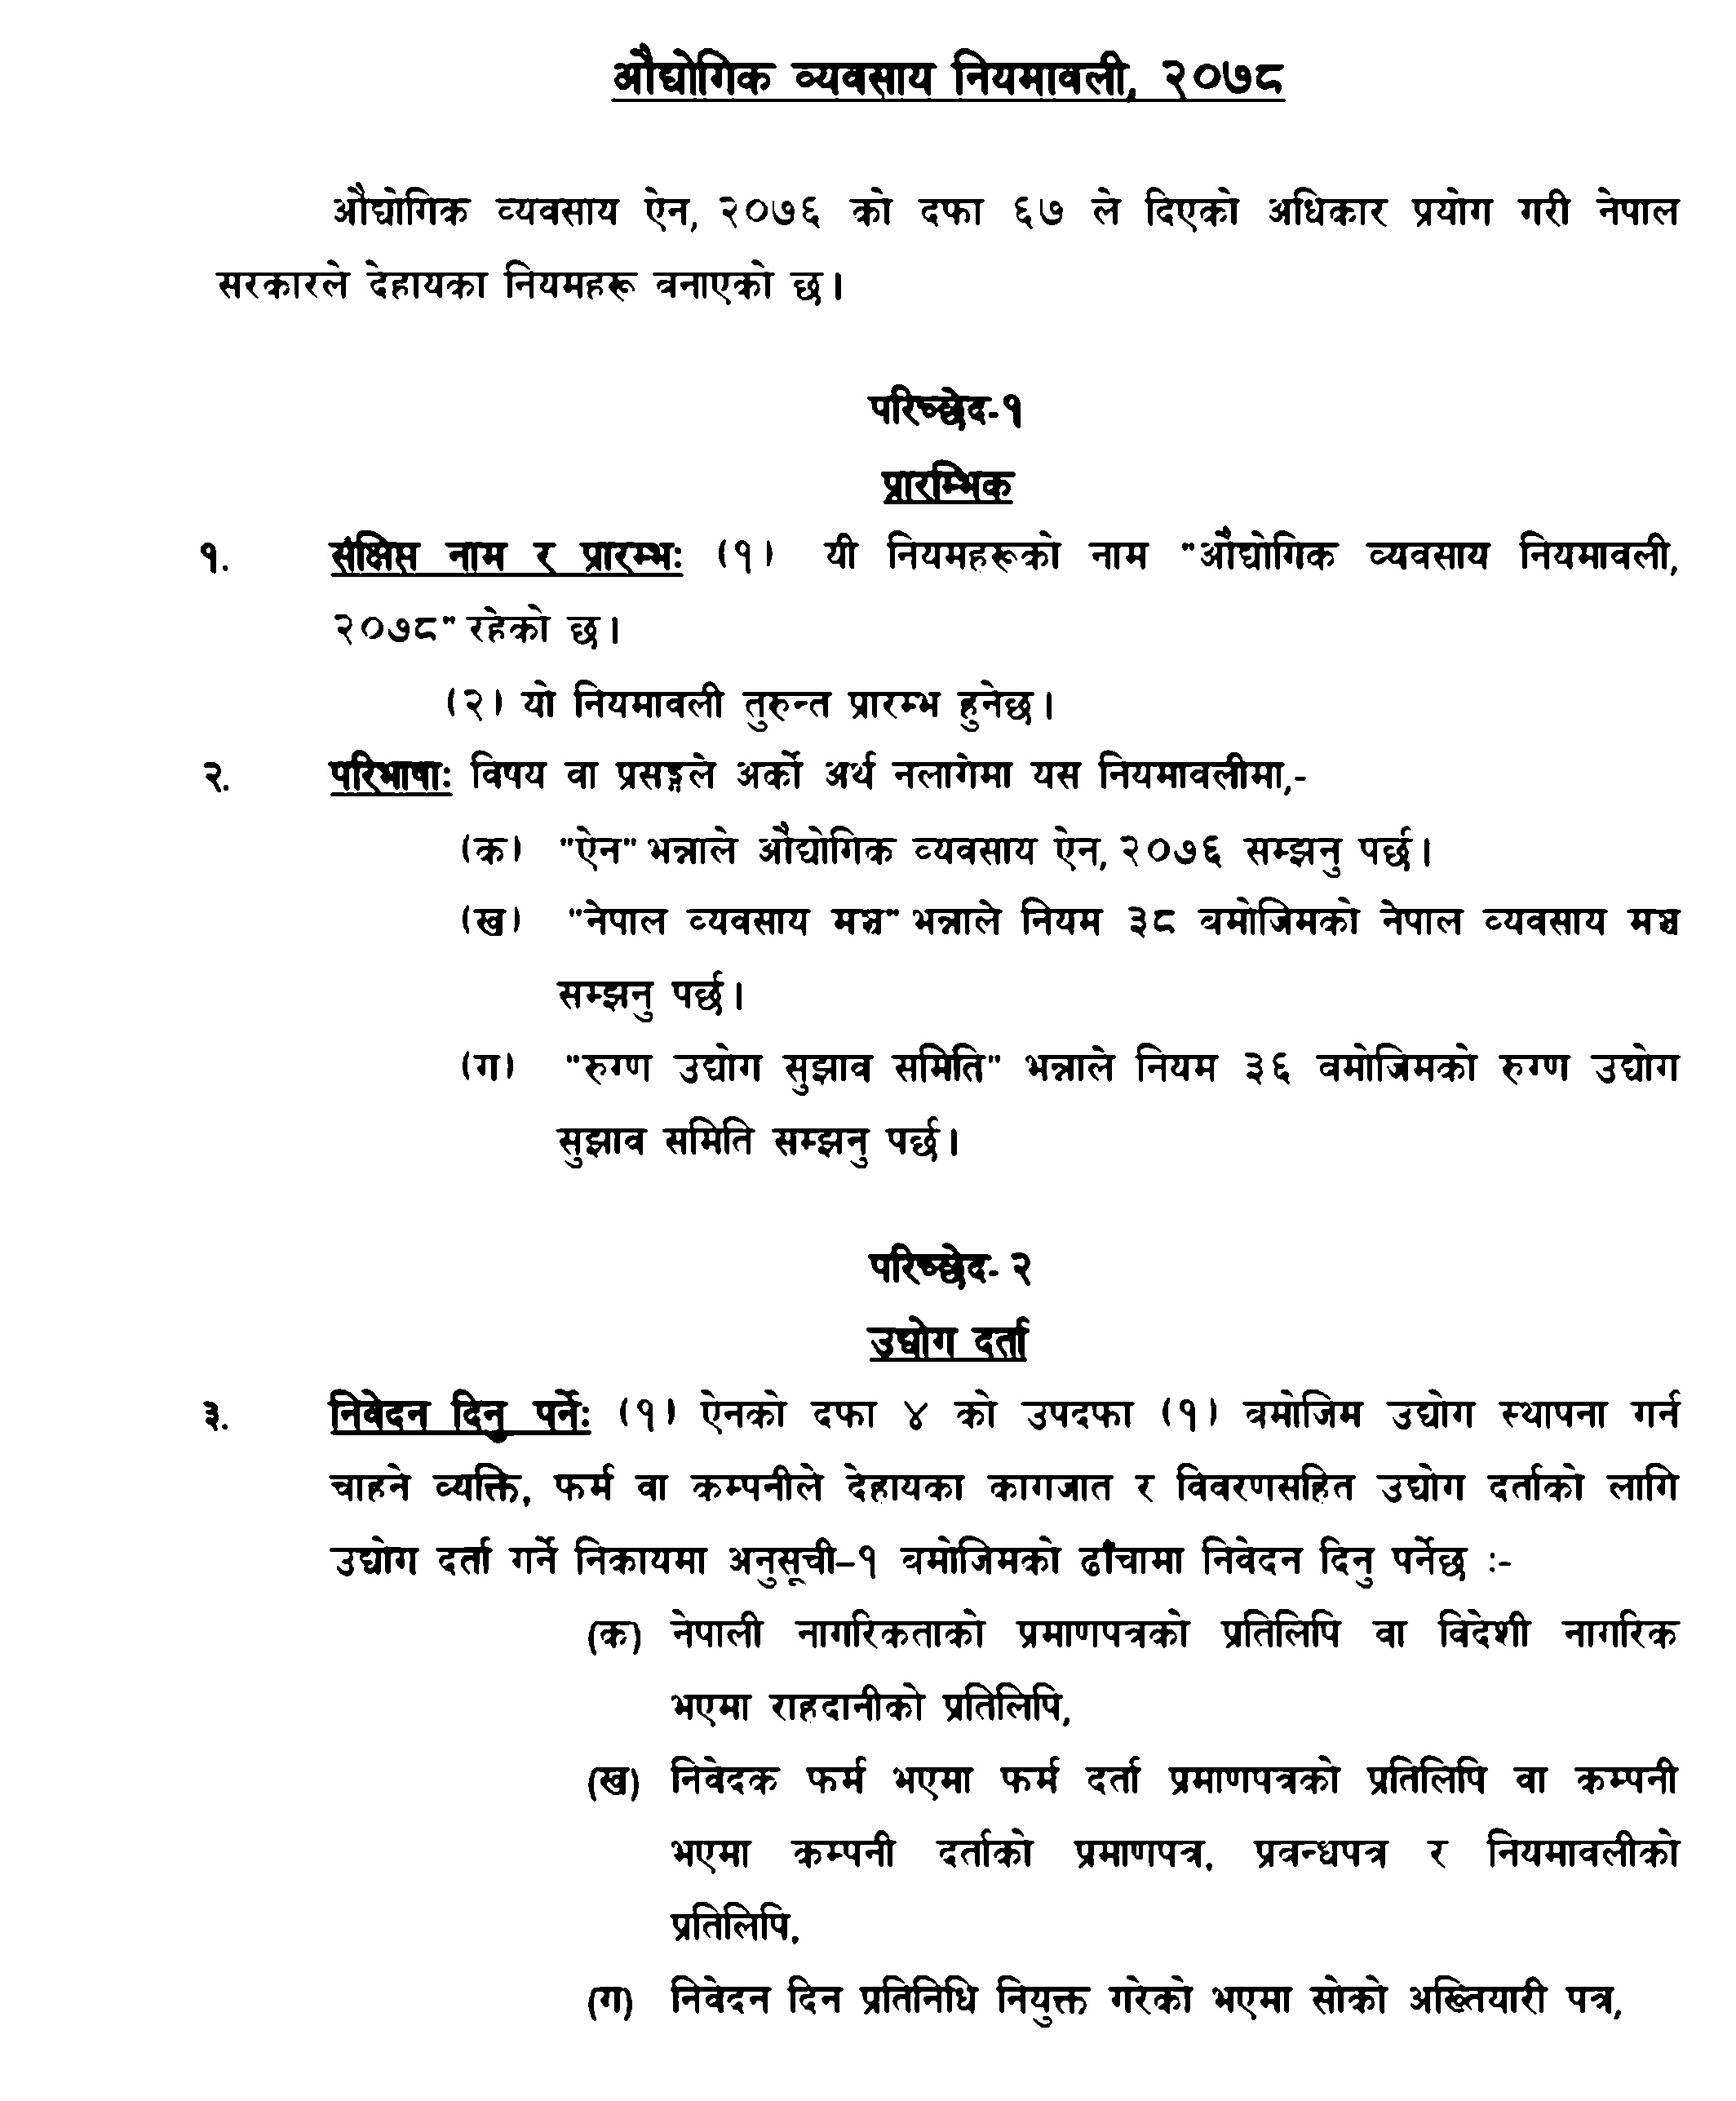 औद्योगिक व्यवसाय नियमावली, २०७८
औद्योगिक व्यवसाय ऐन, २०७६ को दफा ६७ ले दिएको अधिकार प्रयोग गरी नेपाल
सरकारले देहायका नियमहरू बनाएको छ।
परिच्छेद-१
प्रारम्भिक
१. संक्षिप्त नाम र प्रारम्भः (१) यी नियमहरूको नाम "औद्योगिक व्यवसाय नियमावली,
२०७८" रहेको छ।
(२) यो नियमावली तुरुन्त प्रारम्भ हुनेछ।
२. परिभाषाः विषय वा प्रसङ्गले अर्को अर्थ नलागेमा यस नियमावलीमा,-
(क) "ऐन" भन्नाले औद्योगिक व्यवसाय ऐन, २०७६ सम्झनु पर्छ।
(ख) "नेपाल व्यवसाय मञ्च" भन्नाले नियम ३८ बमोजिमको नेपाल व्यवसाय मञ्च
सम्झनु पर्छ।
(ग) "रुग्ण उद्योग सुझाव समिति" भन्नाले नियम ३६ बमोजिमको रुग्ण उद्योग
सुझाव समिति सम्झनु पर्छ।
परिच्छेद- २
उद्योग दर्ता
३. निवेदन दिनु पर्नेः (१) ऐनको दफा ४ को उपदफा (१) बमोजिम उद्योग स्थापना गर्न
चाहने व्यक्ति, फर्म वा कम्पनीले देहायका कागजात र विवरणसहित उद्योग दर्ताको लागि
उद्योग दर्ता गर्ने निकायमा अनुसूची–१ बमोजिमको ढाँचामा निवेदन दिनु पर्नेछ :-
(क) नेपाली नागरिकताको प्रमाणपत्रको प्रतिलिपि वा विदेशी नागरिक
भएमा राहदानीको प्रतिलिपि,
(ख) निवेदक फर्म भएमा फर्म दर्ता प्रमाणपत्रको प्रतिलिपि वा कम्पनी
भएमा कम्पनी दर्ताको प्रमाणपत्र, प्रबन्धपत्र र नियमावलीको
प्रतिलिपि,
(ग) निवेदन दिन प्रतिनिधि नियुक्त गरेको भएमा सोको अख्तियारी पत्र,